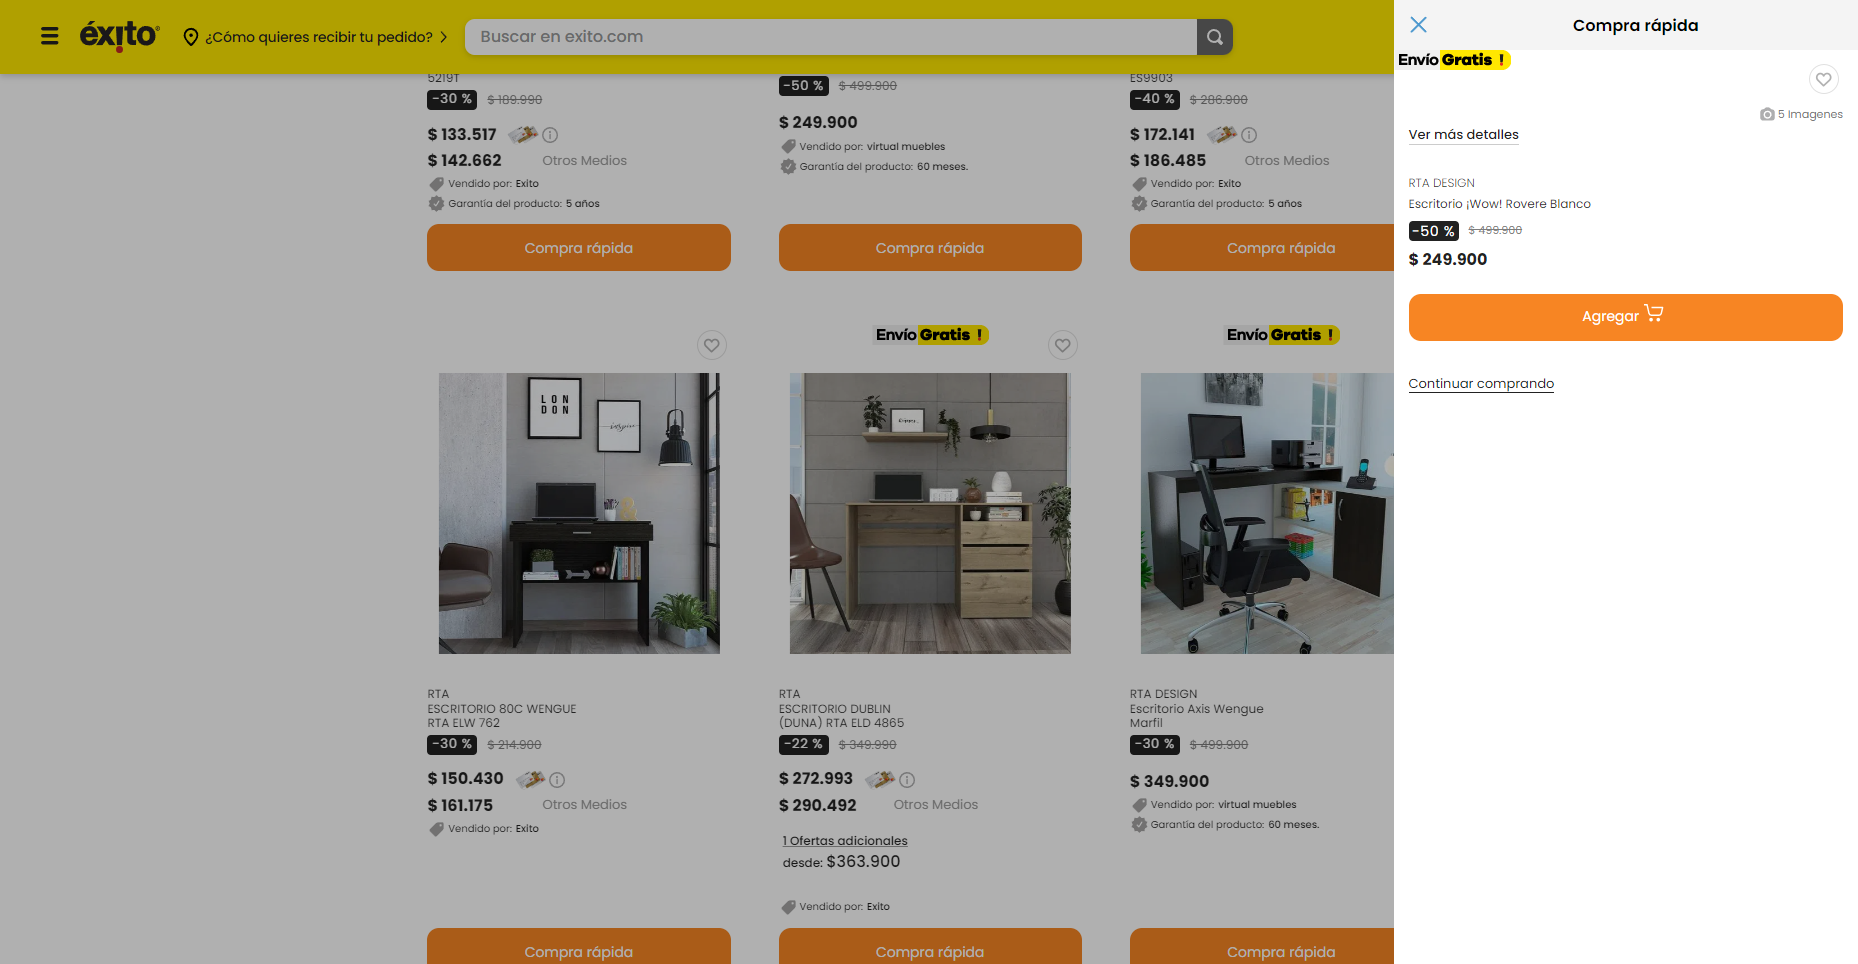 éxito
¿Cómo quieres recibir tu pedido?
Buscar en exito.com
5219T
-30 % $ 189.990
$ 133.517
$ 142.662 Otros Medios
Vendido por: Exito
Garantía del producto: 5 años
Compra rápida
-50 % $ 499.900
$ 249.900
Vendido por: virtual muebles
Garantía del producto: 60 meses.
Compra rápida
ES9903
-40 % $ 286.900
$ 172.141
$ 186.485 Otros Medios
Vendido por: Exito
Garantía del producto: 5 años
Compra rápida
LON
DON
inspire
RTA
ESCRITORIO 80C WENGUE
RTA ELW 762
-30 % $ 214.900
$ 150.430
$ 161.175 Otros Medios
Vendido por: Exito
Compra rápida
Envío Gratis !
RTA
ESCRITORIO DUBLIN
(DUNA) RTA ELD 4865
-22 % $ 349.990
$ 272.993
$ 290.492 Otros Medios
1 Ofertas adicionales
desde: $363.900
Vendido por: Exito
Compra rápida
Envío Gratis !
RTA DESIGN
Escritorio Axis Wengue
Marfil
-30 % $ 499.900
$ 349.900
Vendido por: virtual muebles
Garantía del producto: 60 meses.
Compra rápida
Compra rápida
Envío Gratis !
5 Imagenes
Ver más detalles
RTA DESIGN
Escritorio ¡Wow! Rovere Blanco
-50 % $ 499.900
$ 249.900
Agregar
Continuar comprando